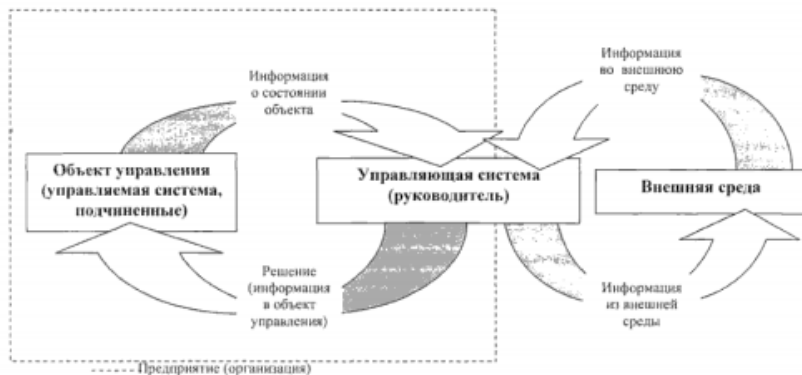 Информация
о состоянии
объекта
Информация
во внешнюю
среду
Объект управления
(управляемая система,
подчиненные)
Управляющая система
(руководитель)
Внешняя среда
Решение
(информация
в объект
управления)
Информация
из внешней
среды
Предприятие (организация)